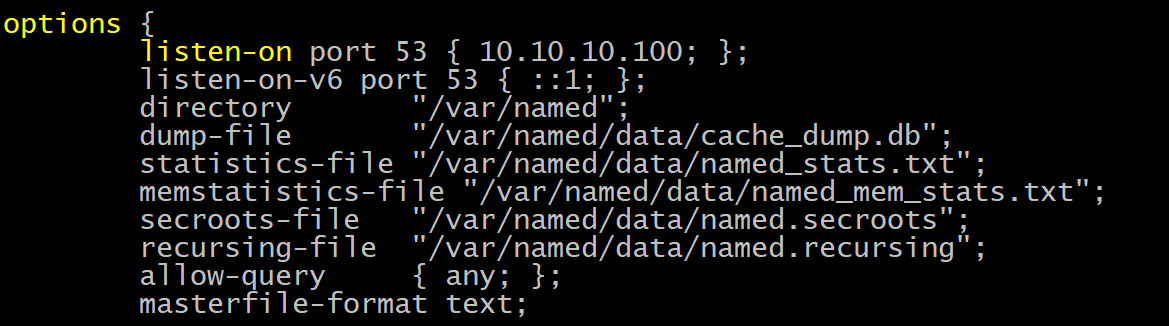 options {
        listen-on port 53 { 10.10.10.100; };
        listen-on-v6 port 53 { ::1; };
        directory       "/var/named";
        dump-file       "/var/named/data/cache_dump.db";
        statistics-file "/var/named/data/named_stats.txt";
        memstatistics-file "/var/named/data/named_mem_stats.txt";
        secroots-file   "/var/named/data/named.secroots";
        recursing-file  "/var/named/data/named.recursing";
        allow-query     { any; };
        masterfile-format text;